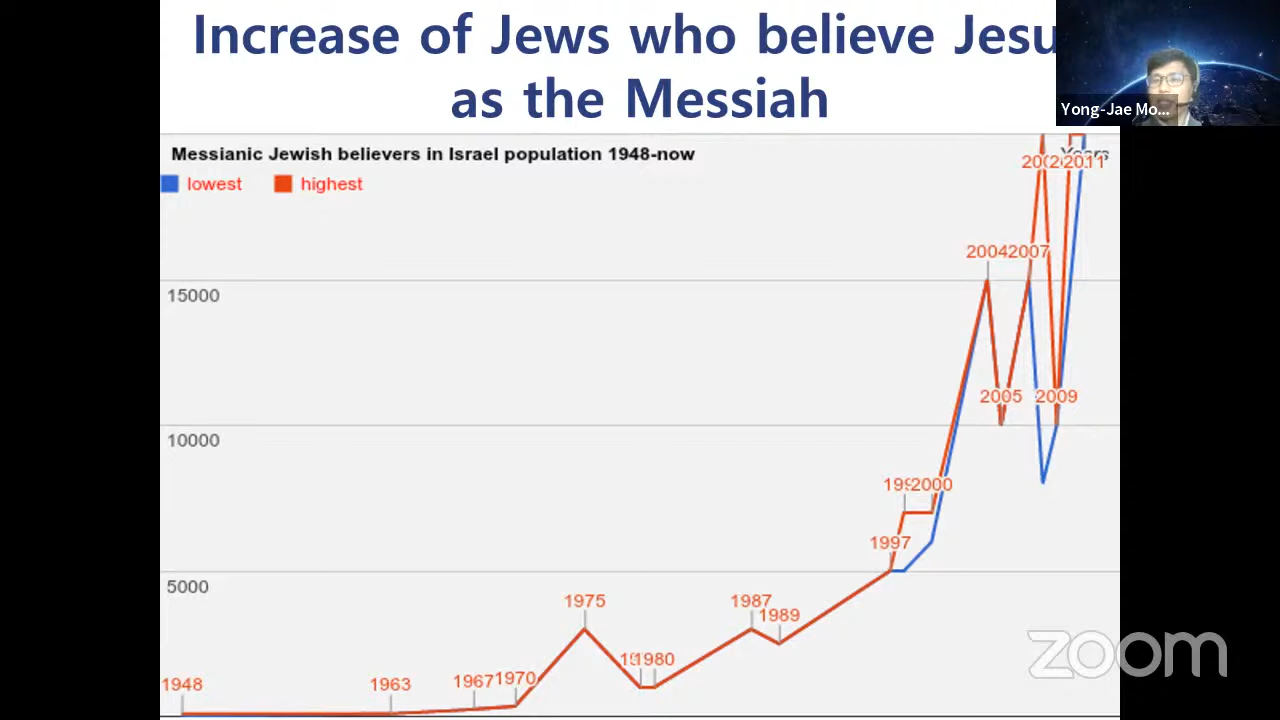 Increase of Jews who believe Jesu
as the Messiah
Yong-Jae Mo...
Messianic Jewish believers in Israel population 1948-now
Years
lowest highest
2011
2004 2007
15000
2005 2009
10000
2000
1997
5000
1975 1987
1989
1980
1948 1963 1967 1970
zoom